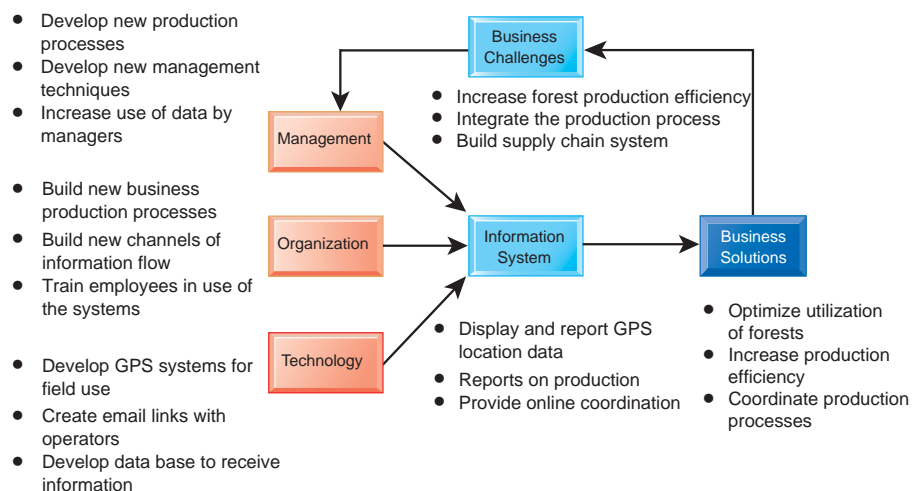 • Develop new production
processes
• Develop new management
techniques
• Increase use of data by
managers
Business
Challenges
• Increase forest production efficiency
• Integrate the production process
• Build supply chain system
Management
• Build new business
production processes
• Build new channels of
information flow
• Train employees in use of
the systems
Organization
Information
System
Business
Solutions
• Develop GPS systems for
field use
• Create email links with
operators
• Develop data base to receive
information
Technology
• Display and report GPS
location data
• Reports on production
• Provide online coordination
• Optimize utilization
of forests
• Increase production
efficiency
• Coordinate production
processes